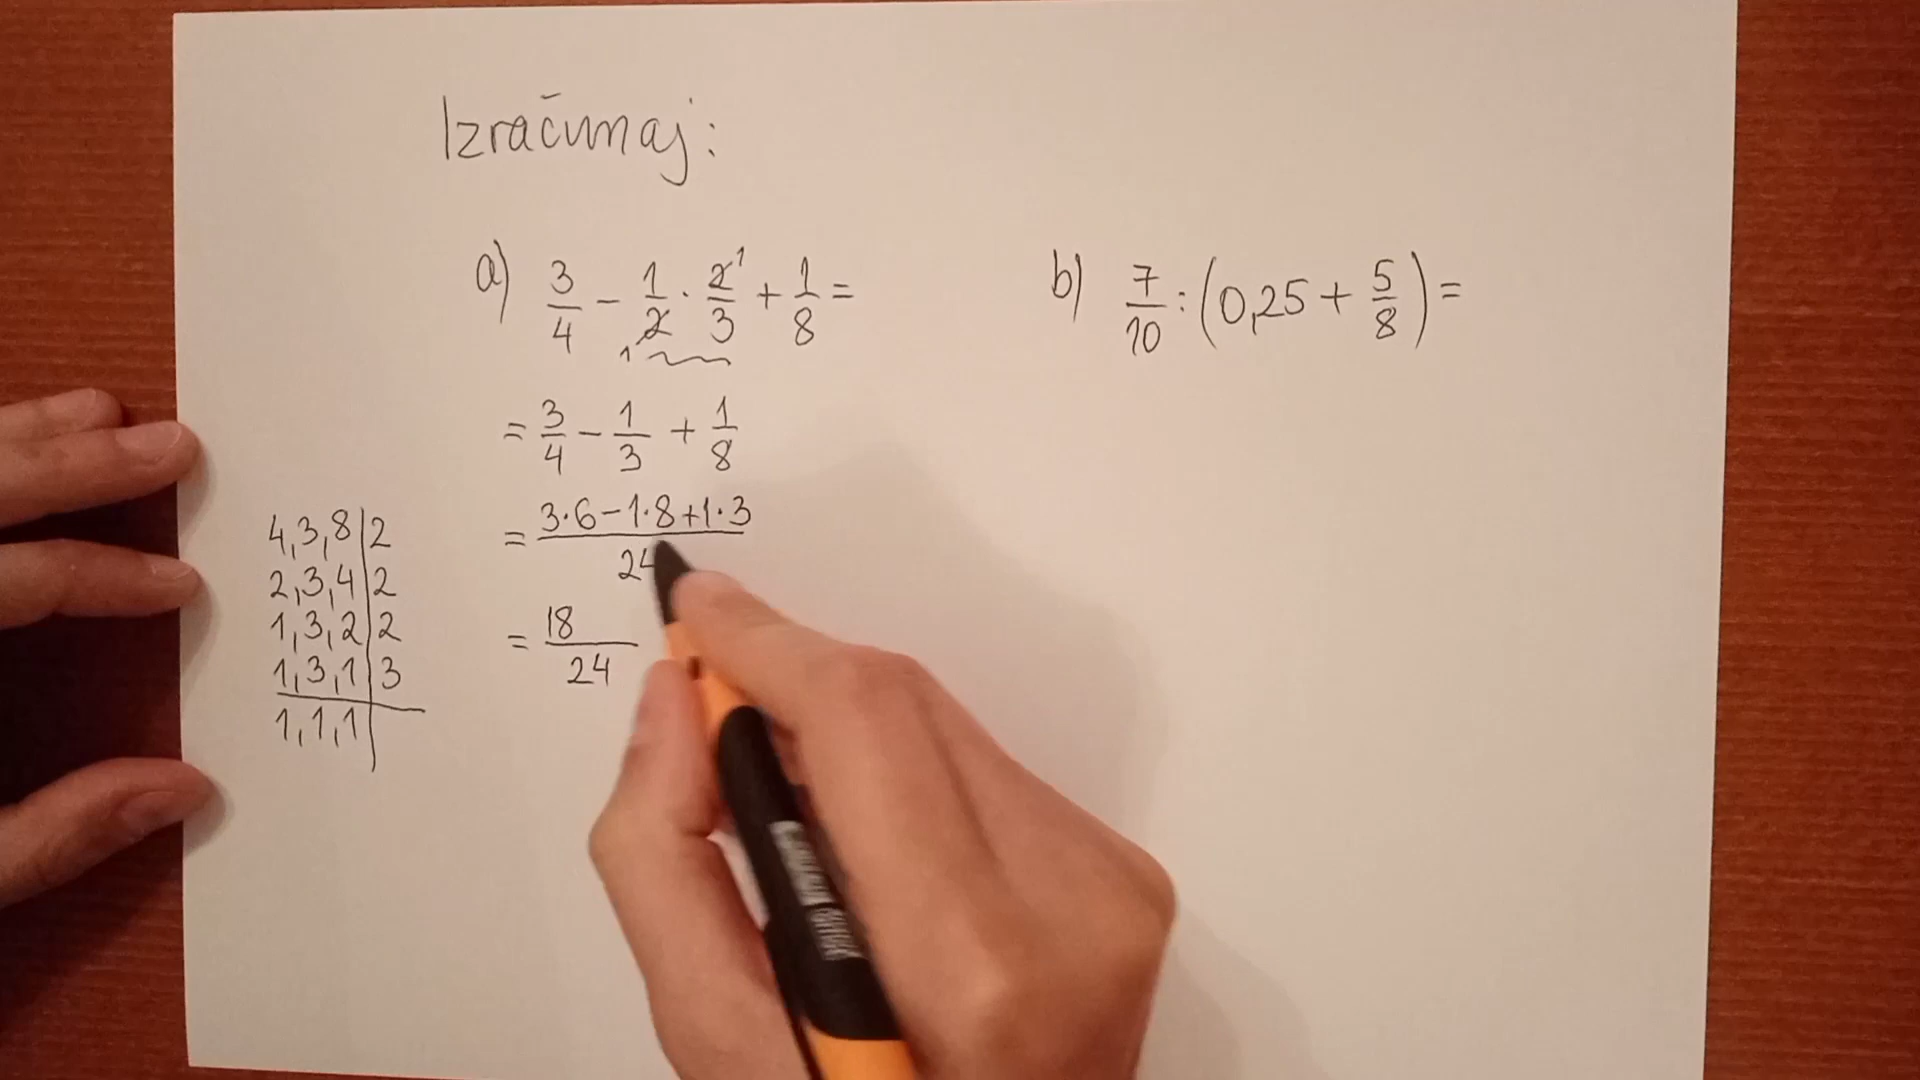 Izračunaj:
a) 3/4 - 1/2 · 2/3 + 1/8 =
1 1
= 3/4 - 1/3 + 1/8
= 3·6-1·8+1·3 / 24
= 18 / 24
4,3,8|2
2,3,4|2
1,3,2|2
1,3,1|3
1,1,1|
b) 7/10 : (0,25 + 5/8) =